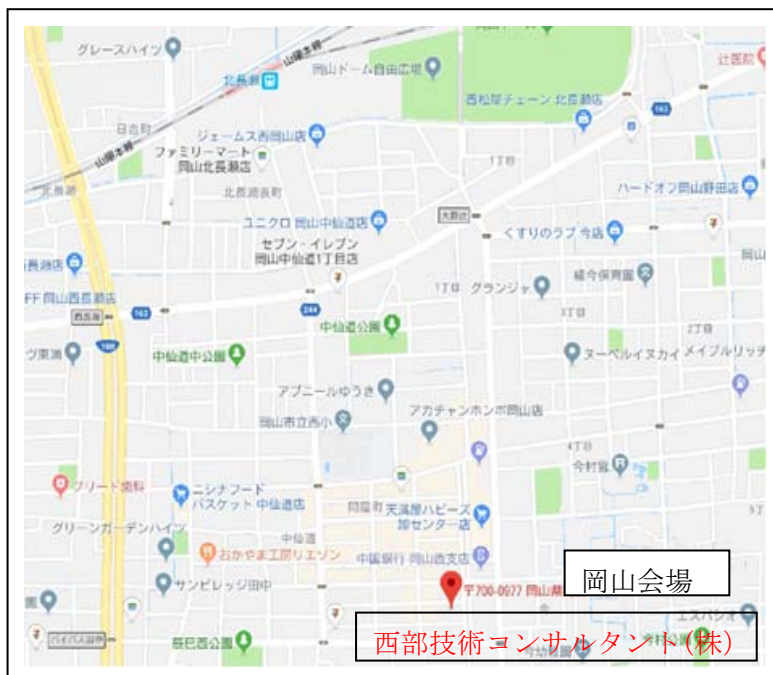 グレースハイツ
山陽本線
岡山ドーム自由広場
辻医院
北長瀬
西松屋チェーン 北長瀬店
162
日吉町
ジェームス西岡山店
山陽本線
ファミリーマート
岡山北長瀬店
1丁目
北長瀬
北長瀬表町
ハードオフ岡山野田店
ユニクロ 岡山中仙道店
大野辻
くすりのラブ 今店
セブン-イレブン
岡山中仙道1丁目店
長瀬店
岡山
1丁目
グランジャ
OFF 岡山西長瀬店
西長瀬
162
244
中仙道公園
3丁目
2丁目
180
中仙道中公園
ヌーベルイヌカイ
メイプルリッチ
アブニールゆうき
岡山市立西小
アカチャンホンポ岡山店
4丁目
今村宮
ブリード歯科
ニシナフード
バスケット 中仙道店
問屋町
天満屋ハピーズ
卸センター店
グリーンガーデンハイツ
中仙道
おかやま工房リエゾン
中国銀行 岡山西支店
岡山会場
サンビレッジ田中
〒700-0977 岡山県
エスパシオ
西部技術コンサルタント(株)
辰巳西公園
今幼稚園
今村公園